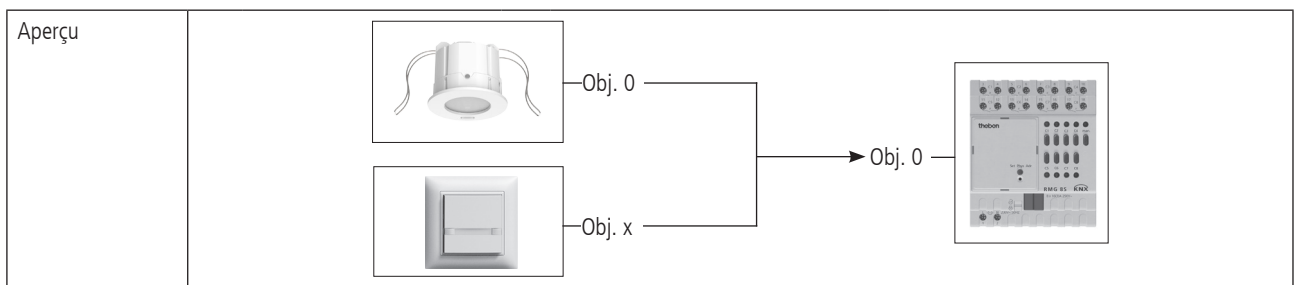 Aperçu
Obj. 0
Obj. 0
Obj. x
theben
RMG 8S KNX